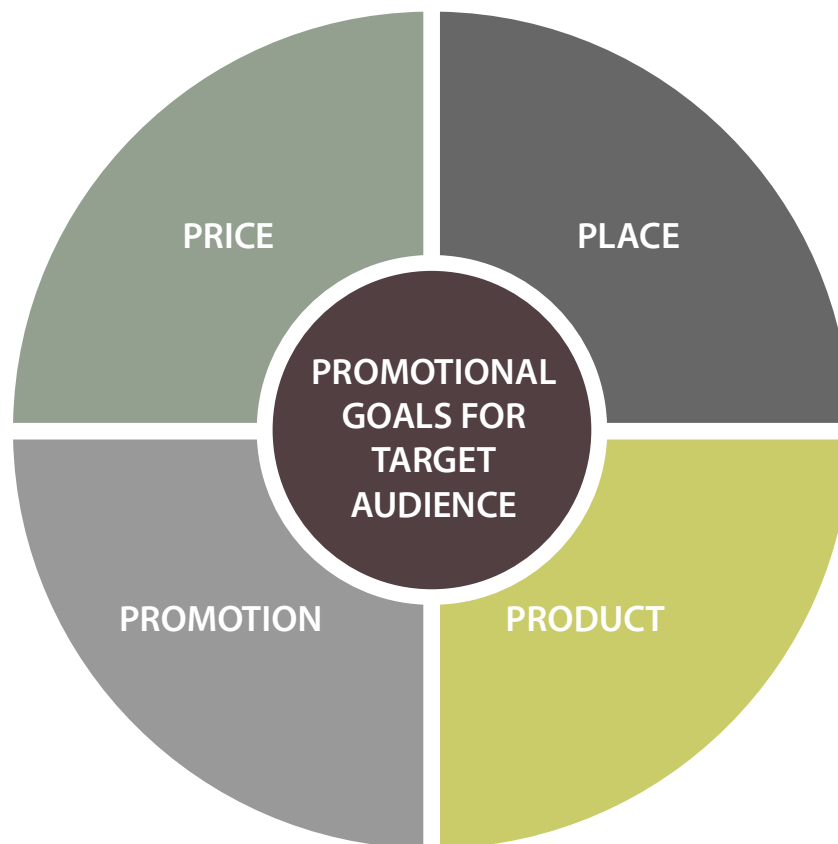 PRICE
PLACE
PROMOTIONAL
GOALS FOR
TARGET
AUDIENCE
PROMOTION
PRODUCT